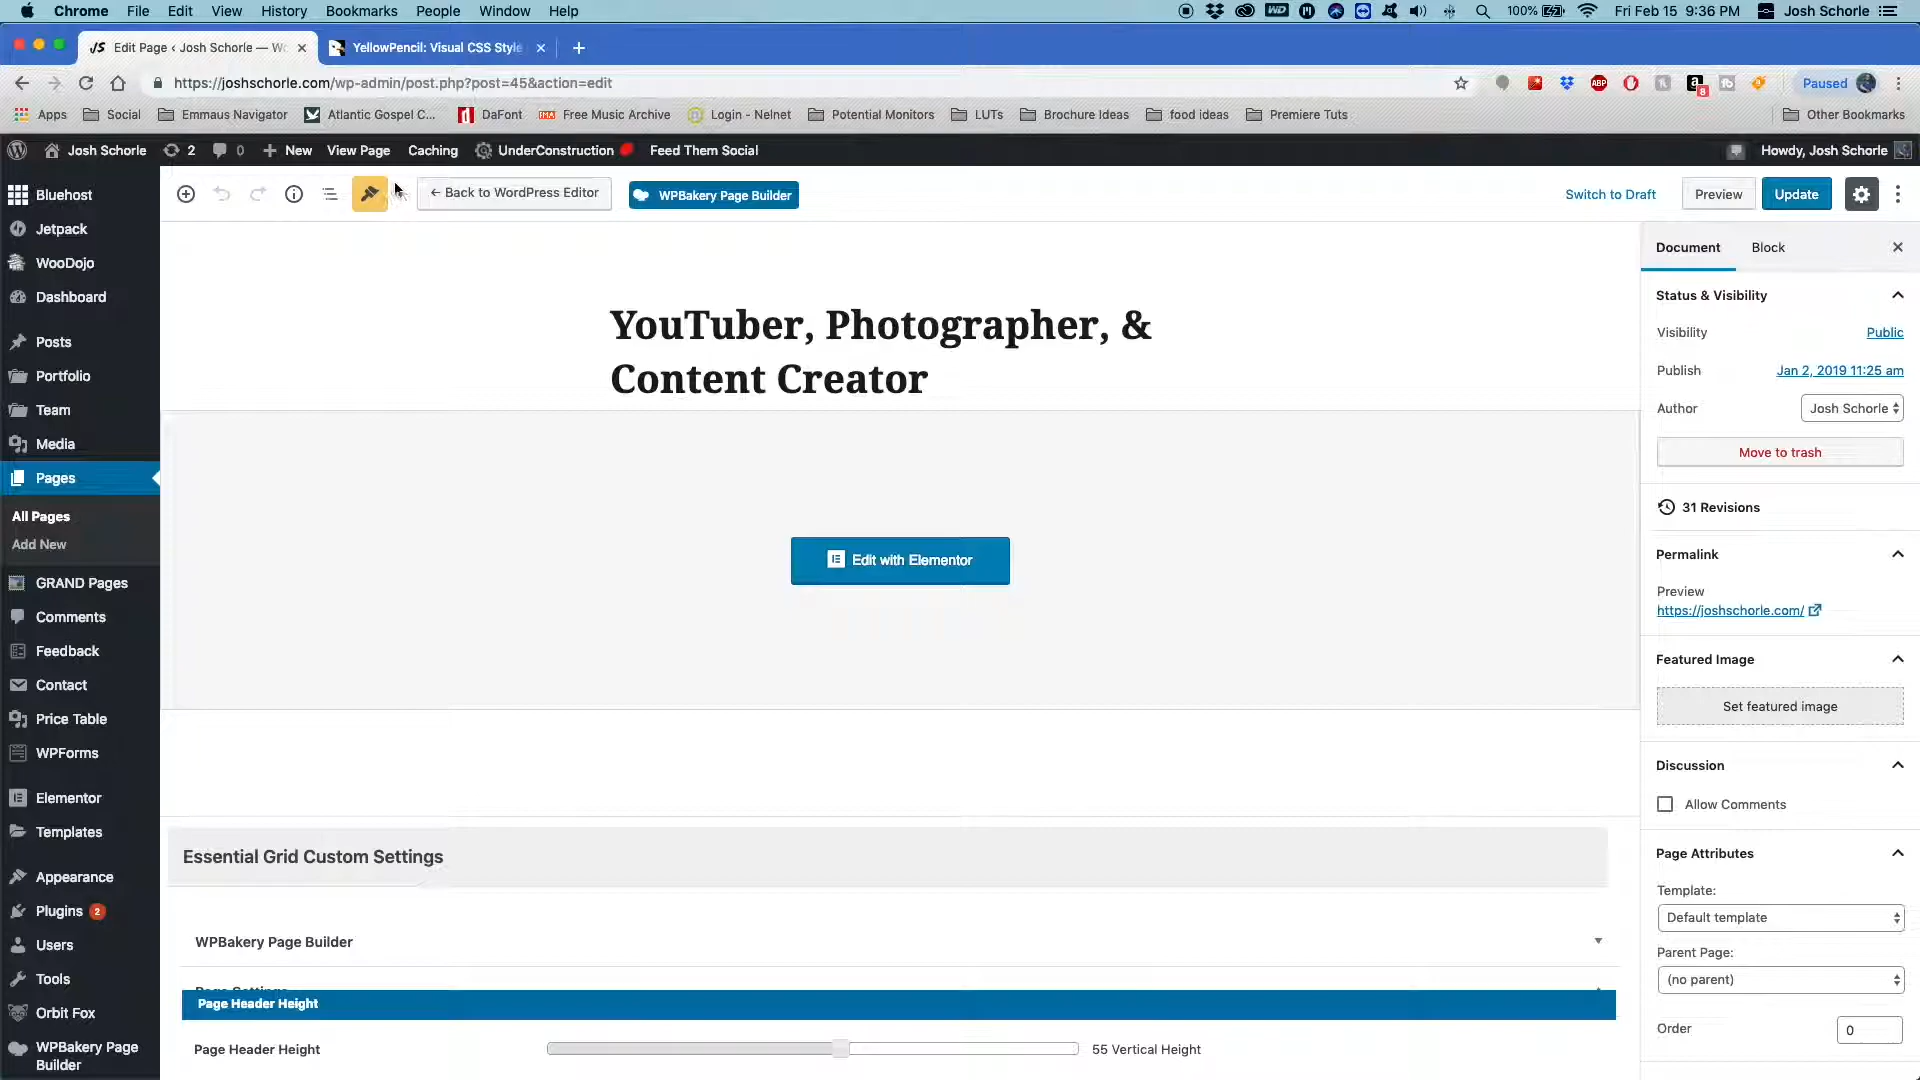 Chrome File Edit View History Bookmarks People Window Help 100% Fri Feb 15 9:36 PM Josh Schorle
Edit Page ‹ Josh Schorle — Wo YellowPencil: Visual CSS Style
https://joshschorle.com/wp-admin/post.php?post=45&action=edit Paused
Apps Social Emmaus Navigator Atlantic Gospel C... DaFont Free Music Archive Login - Nelnet Potential Monitors LUTs Brochure Ideas food ideas Premiere Tuts Other Bookmarks
Josh Schorle 2 0 New View Page Caching UnderConstruction Feed Them Social Howdy, Josh Schorle
Bluehost
Jetpack
WooDojo
Dashboard
Posts
Portfolio
Team
Media
Pages
All Pages
Add New
GRAND Pages
Comments
Feedback
Contact
Price Table
WPForms
Elementor
Templates
Appearance
Plugins 2
Users
Tools
Orbit Fox
WPBakery Page
Builder
← Back to WordPress Editor WPBakery Page Builder Switch to Draft Preview Update
YouTuber, Photographer, &
Content Creator
Edit with Elementor
Essential Grid Custom Settings
WPBakery Page Builder
Page Settings
Page Header Height
Page Header Height 55 Vertical Height
Document Block
Status & Visibility
Visibility Public
Publish Jan 2, 2019 11:25 am
Author Josh Schorle
Move to trash
31 Revisions
Permalink
Preview
https://joshschorle.com/
Featured Image
Set featured image
Discussion
Allow Comments
Page Attributes
Template:
Default template
Parent Page:
(no parent)
Order 0